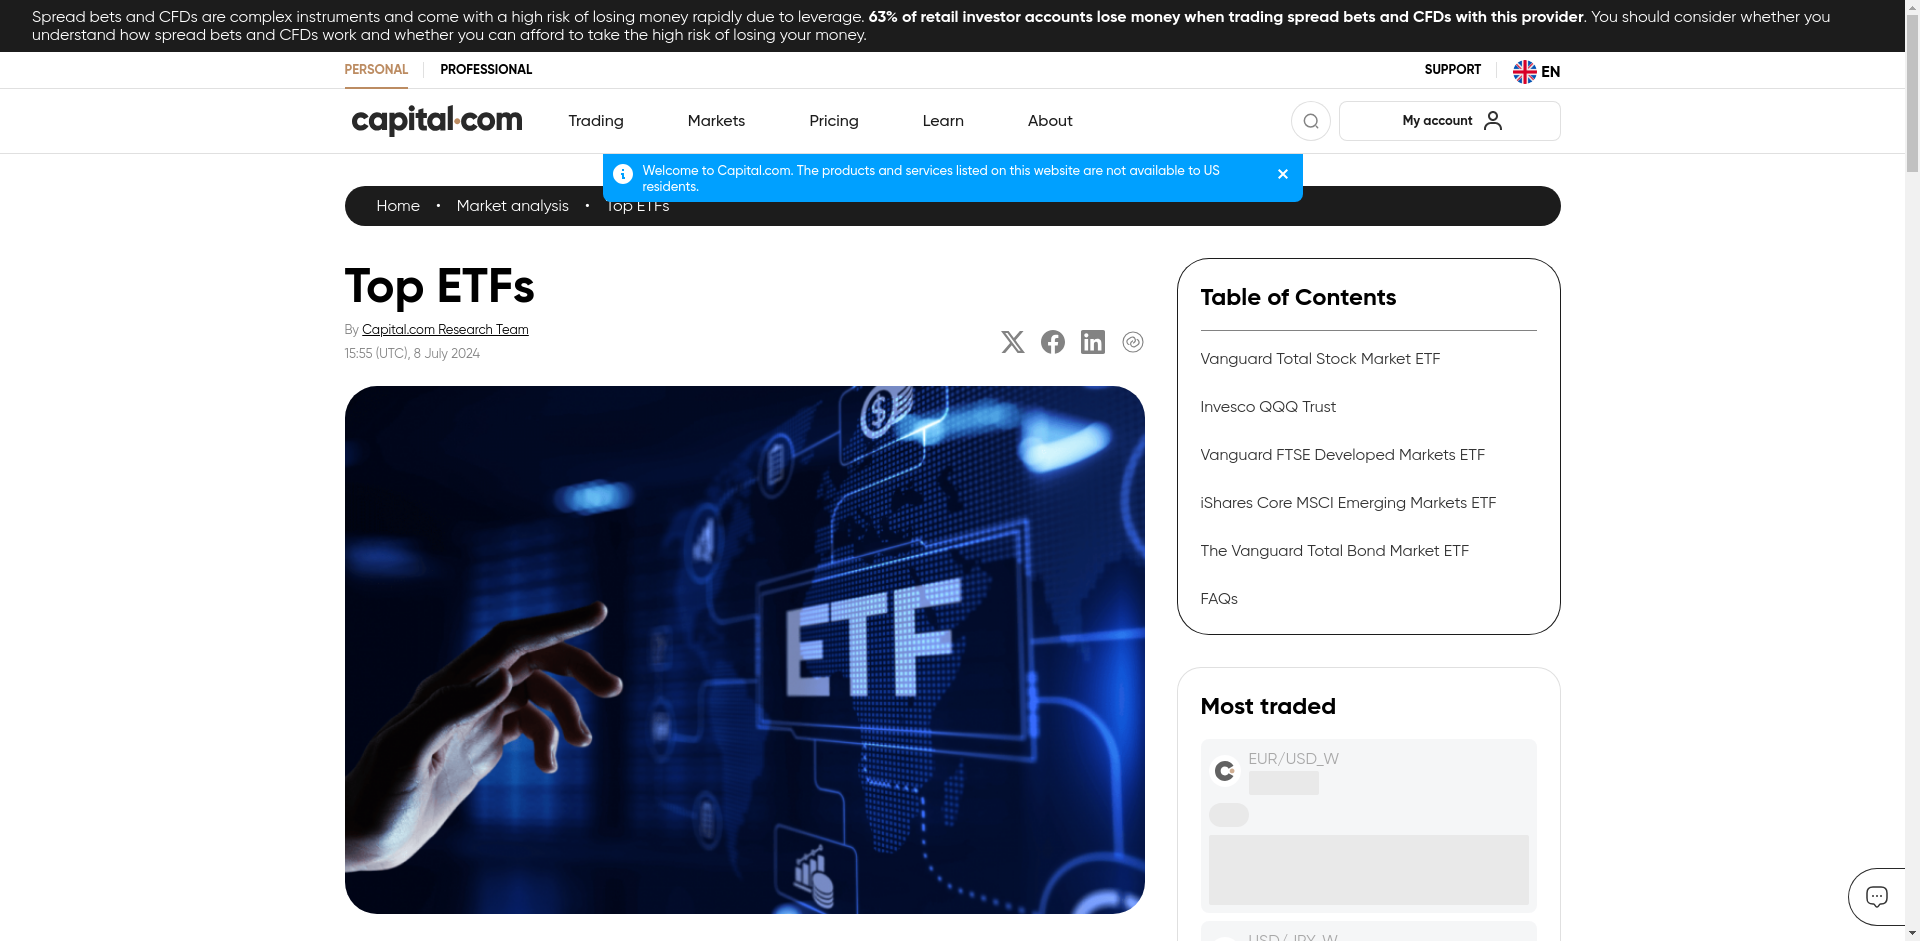 Spread bets and CFDs are complex instruments and come with a high risk of losing money rapidly due to leverage. 63% of retail investor accounts lose money when trading spread bets and CFDs with this provider. You should consider whether you
understand how spread bets and CFDs work and whether you can afford to take the high risk of losing your money.
PERSONAL
PROFESSIONAL
SUPPORT
EN
capital.com
Trading
Markets
Pricing
Learn
About
My account
Welcome to Capital.com. The products and services listed on this website are not available to US
residents.
Home • Market analysis • Top ETFs
Top ETFs
By Capital.com Research Team
15:55 (UTC), 8 July 2024
ETF
Table of Contents
Vanguard Total Stock Market ETF
Invesco QQQ Trust
Vanguard FTSE Developed Markets ETF
iShares Core MSCI Emerging Markets ETF
The Vanguard Total Bond Market ETF
FAQs
Most traded
EUR/USD_W
USD/JPY_W